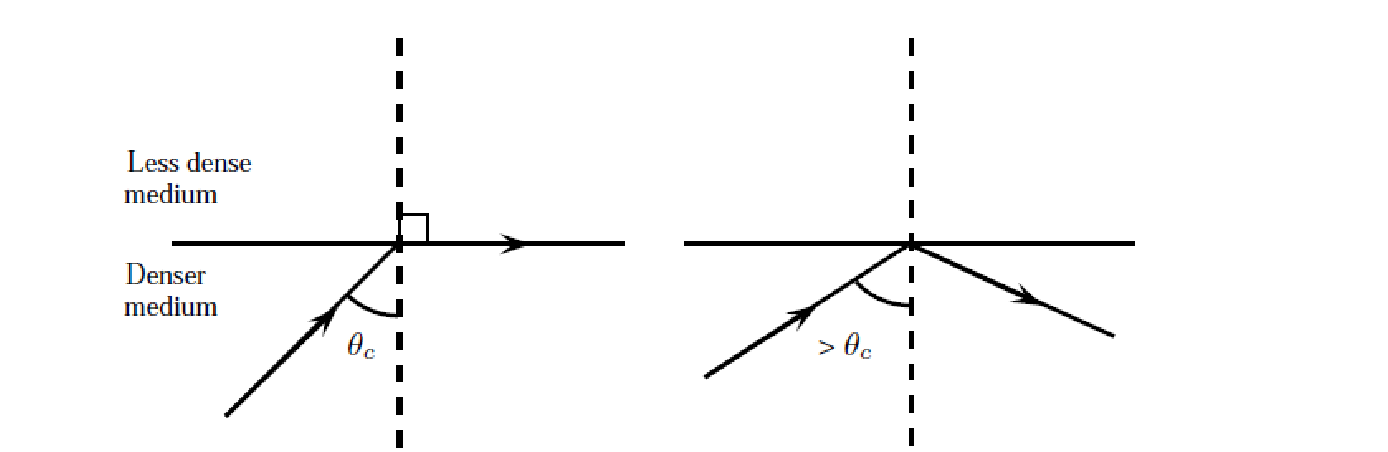 Less dense
medium
Denser
medium
θc
> θc